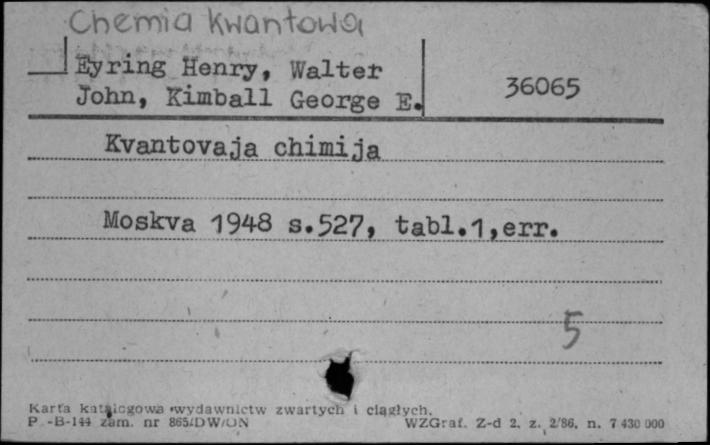 Chemia kwantowa
Eyring Henry, Walter
John, Kimball George E.
36065
Kvantovaja chimija
Moskva 1948 s.527, tabl.1,err.
5
Karta katalogowa wydawnictw zwartych i ciągłych.
P.-B-144 zam. nr 865/DW/ON WZGraf. Z-d 2. z. 2/86. n. 7 430 000